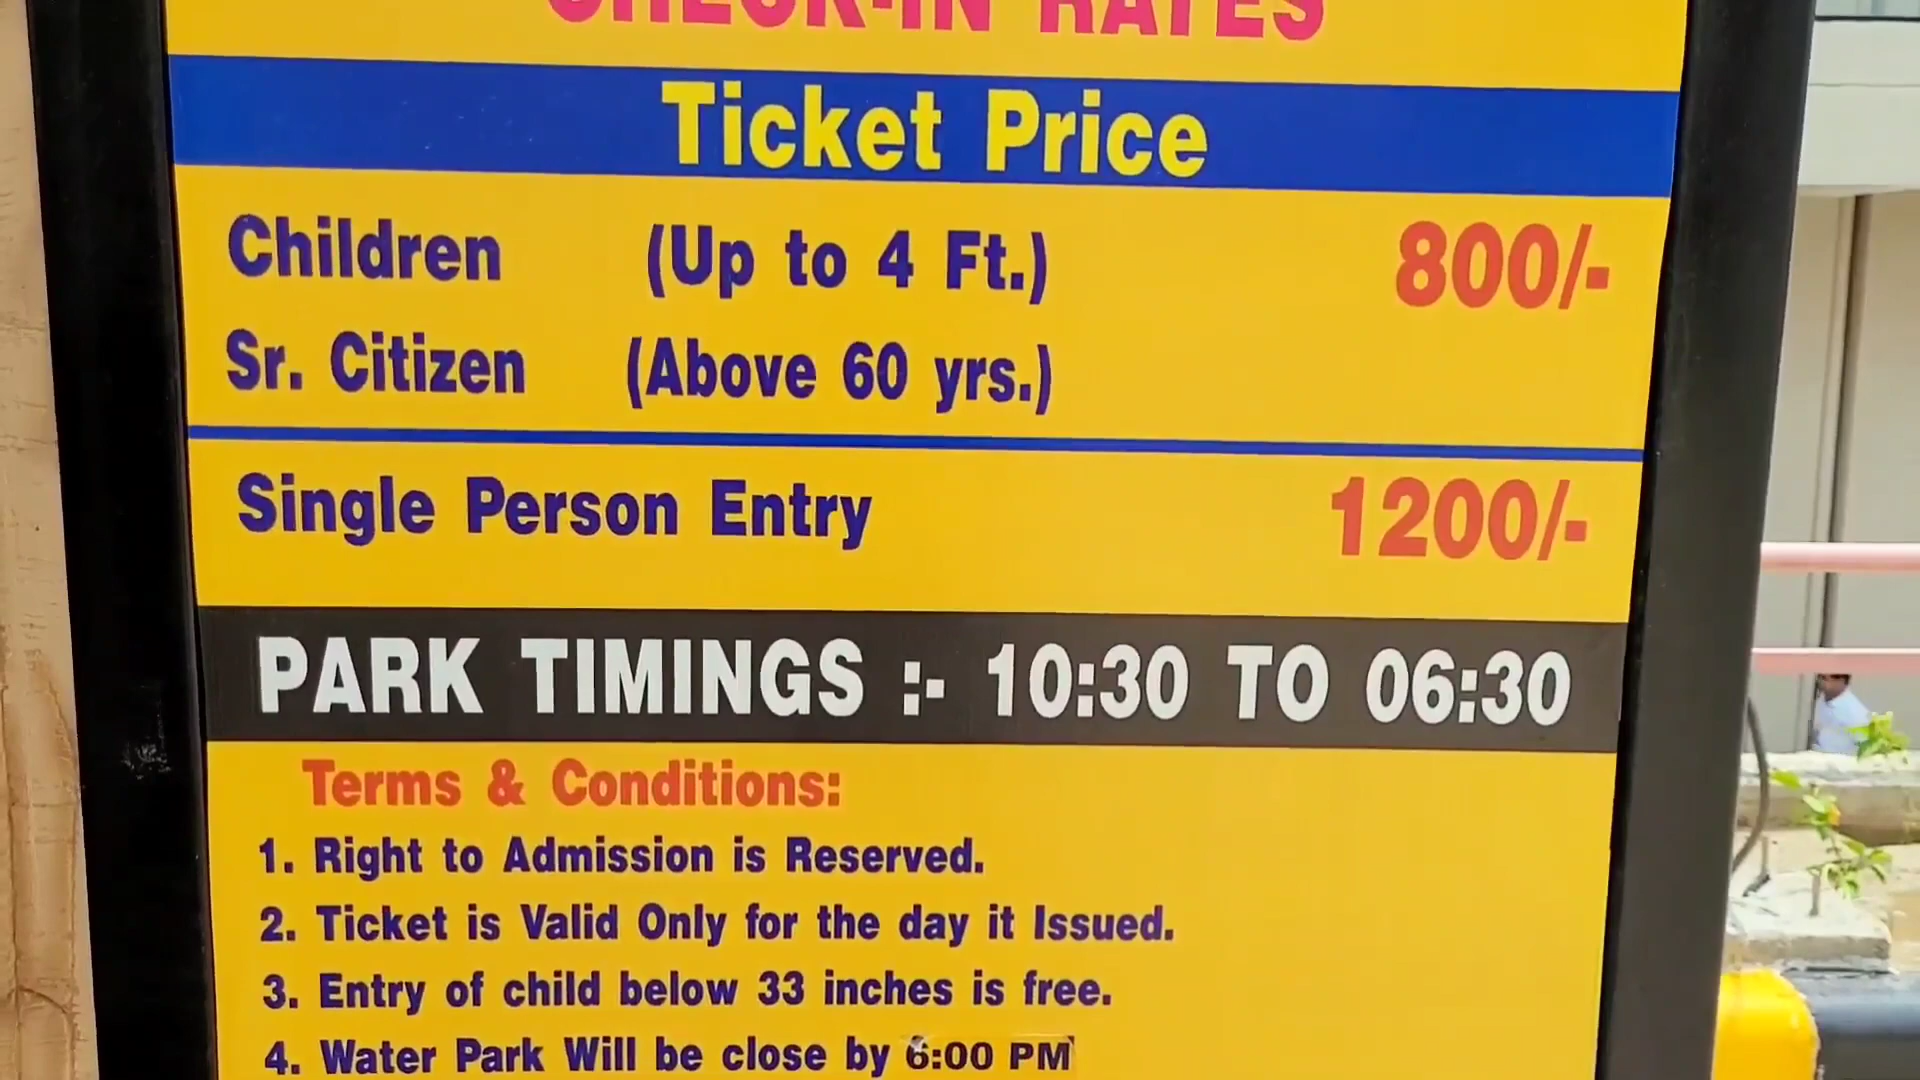 CHECK-IN RATES
Ticket Price
Children (Up to 4 Ft.) 800/-
Sr. Citizen (Above 60 yrs.)
Single Person Entry 1200/-
PARK TIMINGS :- 10:30 TO 06:30
Terms & Conditions:
1. Right to Admission is Reserved.
2. Ticket is Valid Only for the day it Issued.
3. Entry of child below 33 inches is free.
4. Water Park Will be close by 6:00 PM